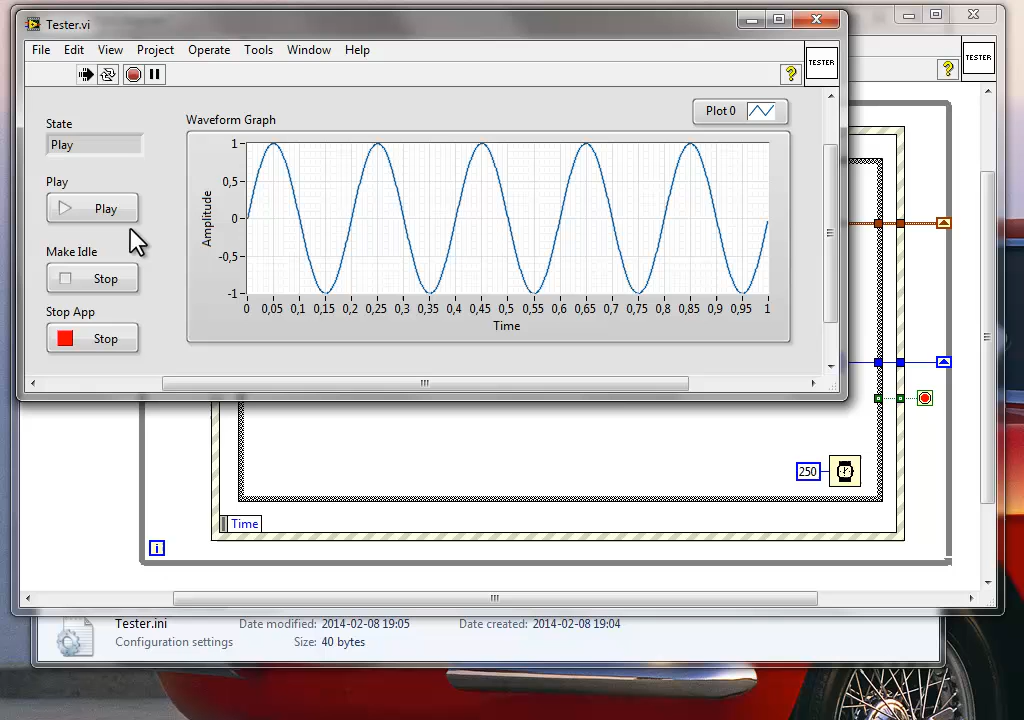 Tester.vi
File Edit View Project Operate Tools Window Help
TESTER
TESTER
?
?
State
Play
Play
Play
Make Idle
Stop
Stop App
Stop
Waveform Graph
Plot 0
Amplitude
1
0,5
0
-0,5
-1
0 0,05 0,1 0,15 0,2 0,25 0,3 0,35 0,4 0,45 0,5 0,55 0,6 0,65 0,7 0,75 0,8 0,85 0,9 0,95 1
Time
250
Time
i
Tester.ini Date modified: 2014-02-08 19:05 Date created: 2014-02-08 19:04
Configuration settings Size: 40 bytes